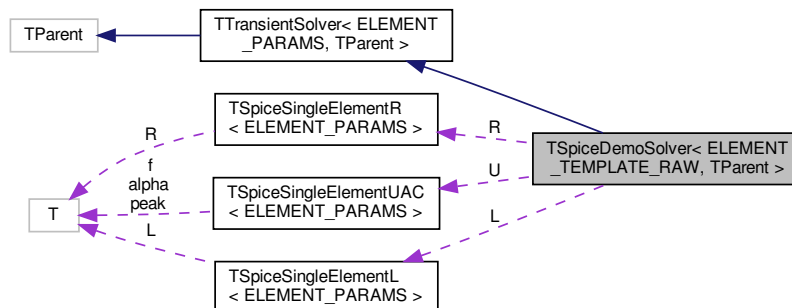 TParent
TTransientSolver< ELEMENT
_PARAMS, TParent >
TSpiceSingleElementR
< ELEMENT_PARAMS >
R
R
f
alpha
peak
TSpiceDemoSolver< ELEMENT
_TEMPLATE_RAW, TParent >
TSpiceSingleElementUAC
< ELEMENT_PARAMS >
U
T
L
L
TSpiceSingleElementL
< ELEMENT_PARAMS >